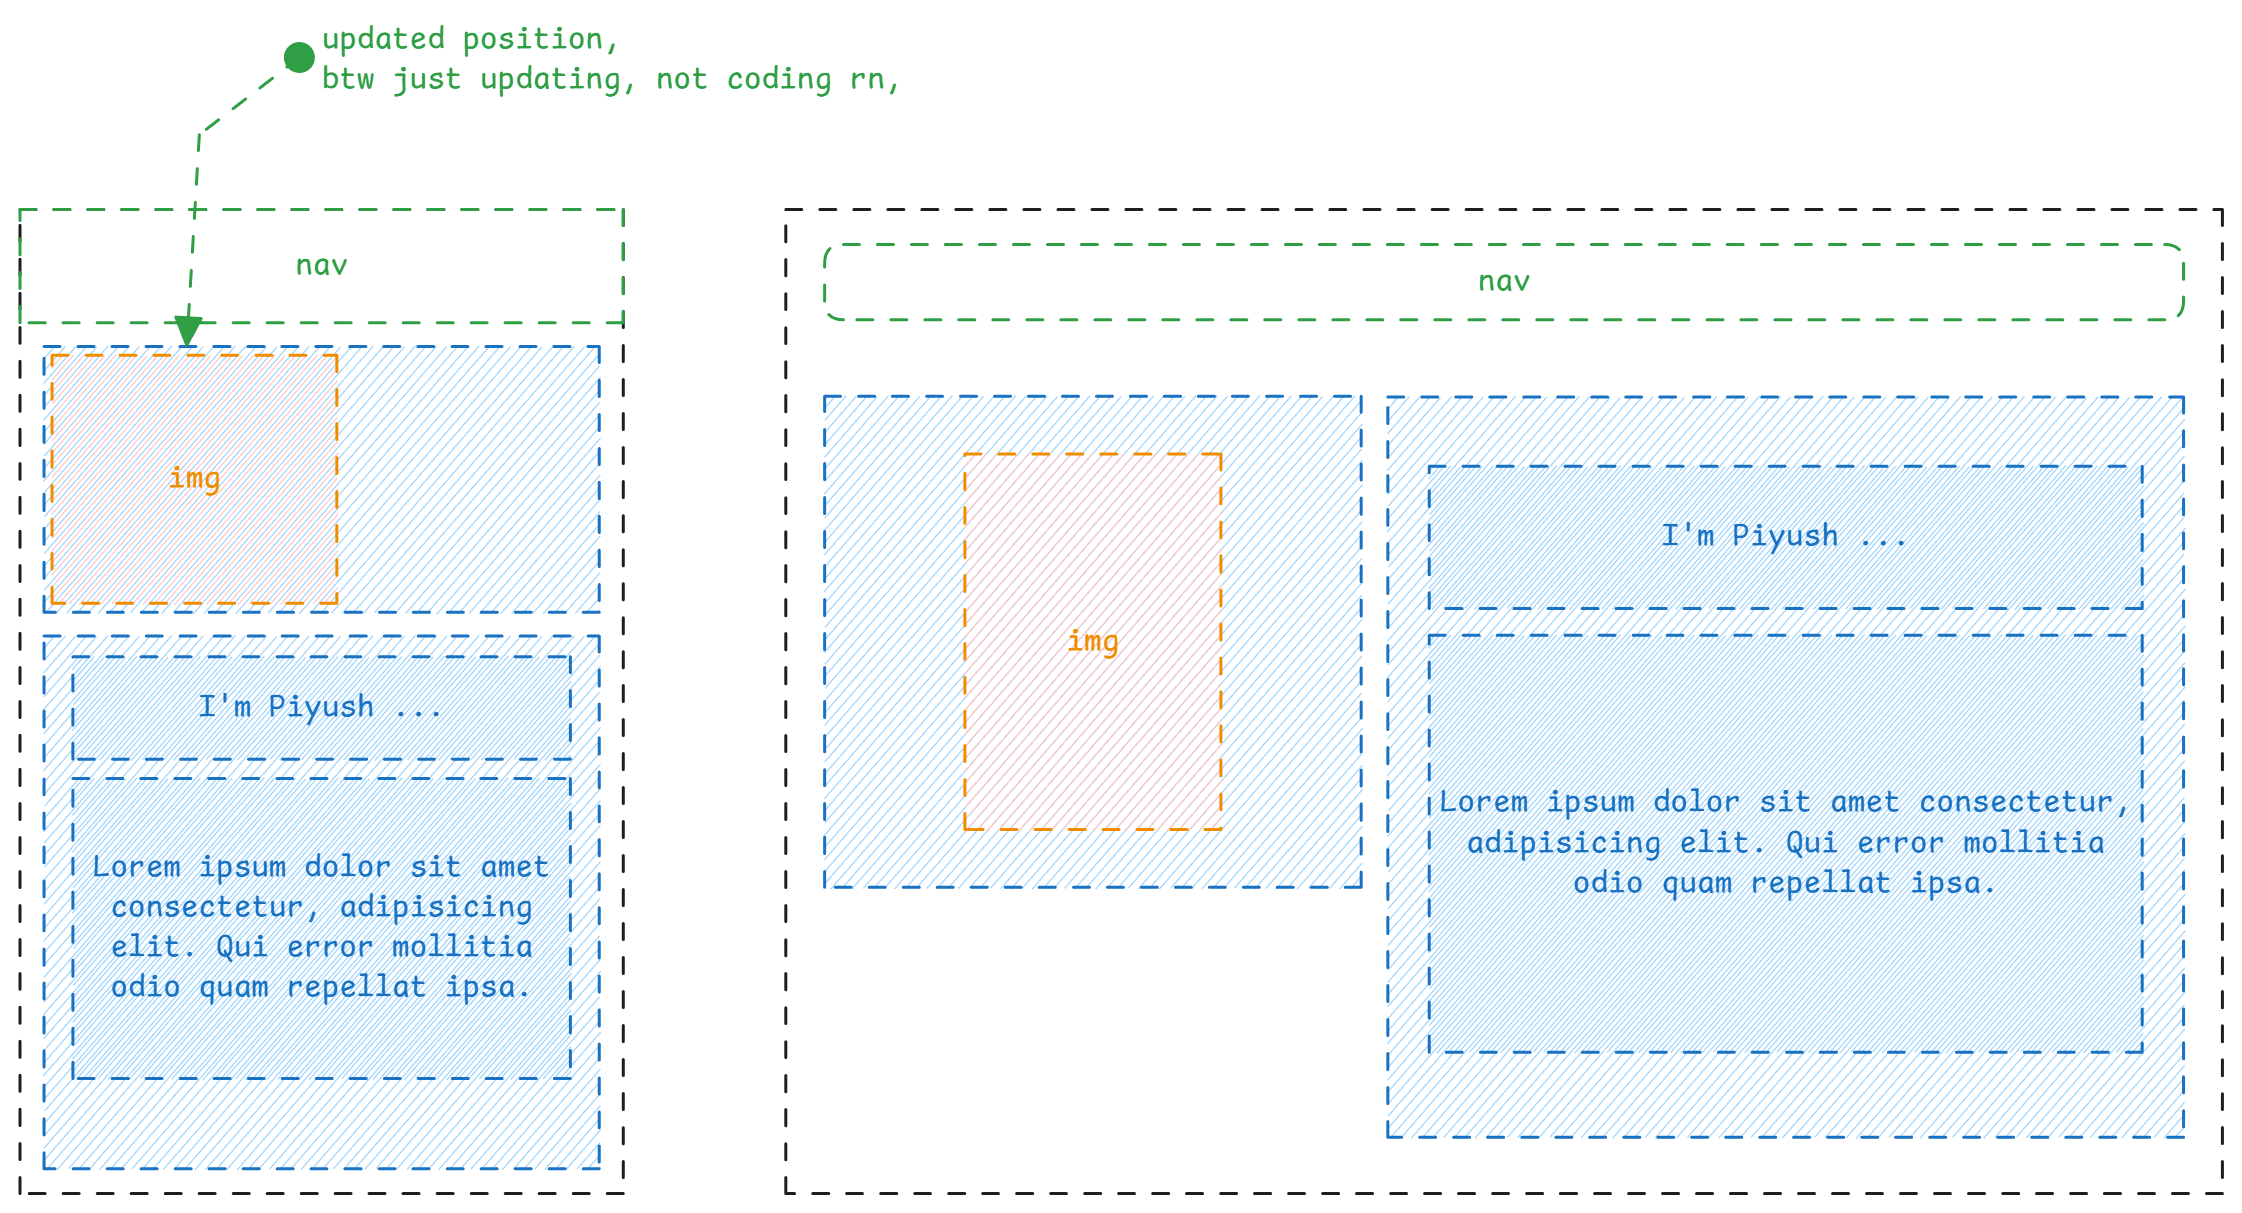 updated position,
btw just updating, not coding rn,
nav
img
I'm Piyush ...
Lorem ipsum dolor sit amet
consectetur, adipisicing
elit. Qui error mollitia
odio quam repellat ipsa.
nav
img
I'm Piyush ...
Lorem ipsum dolor sit amet consectetur,
adipisicing elit. Qui error mollitia
odio quam repellat ipsa.